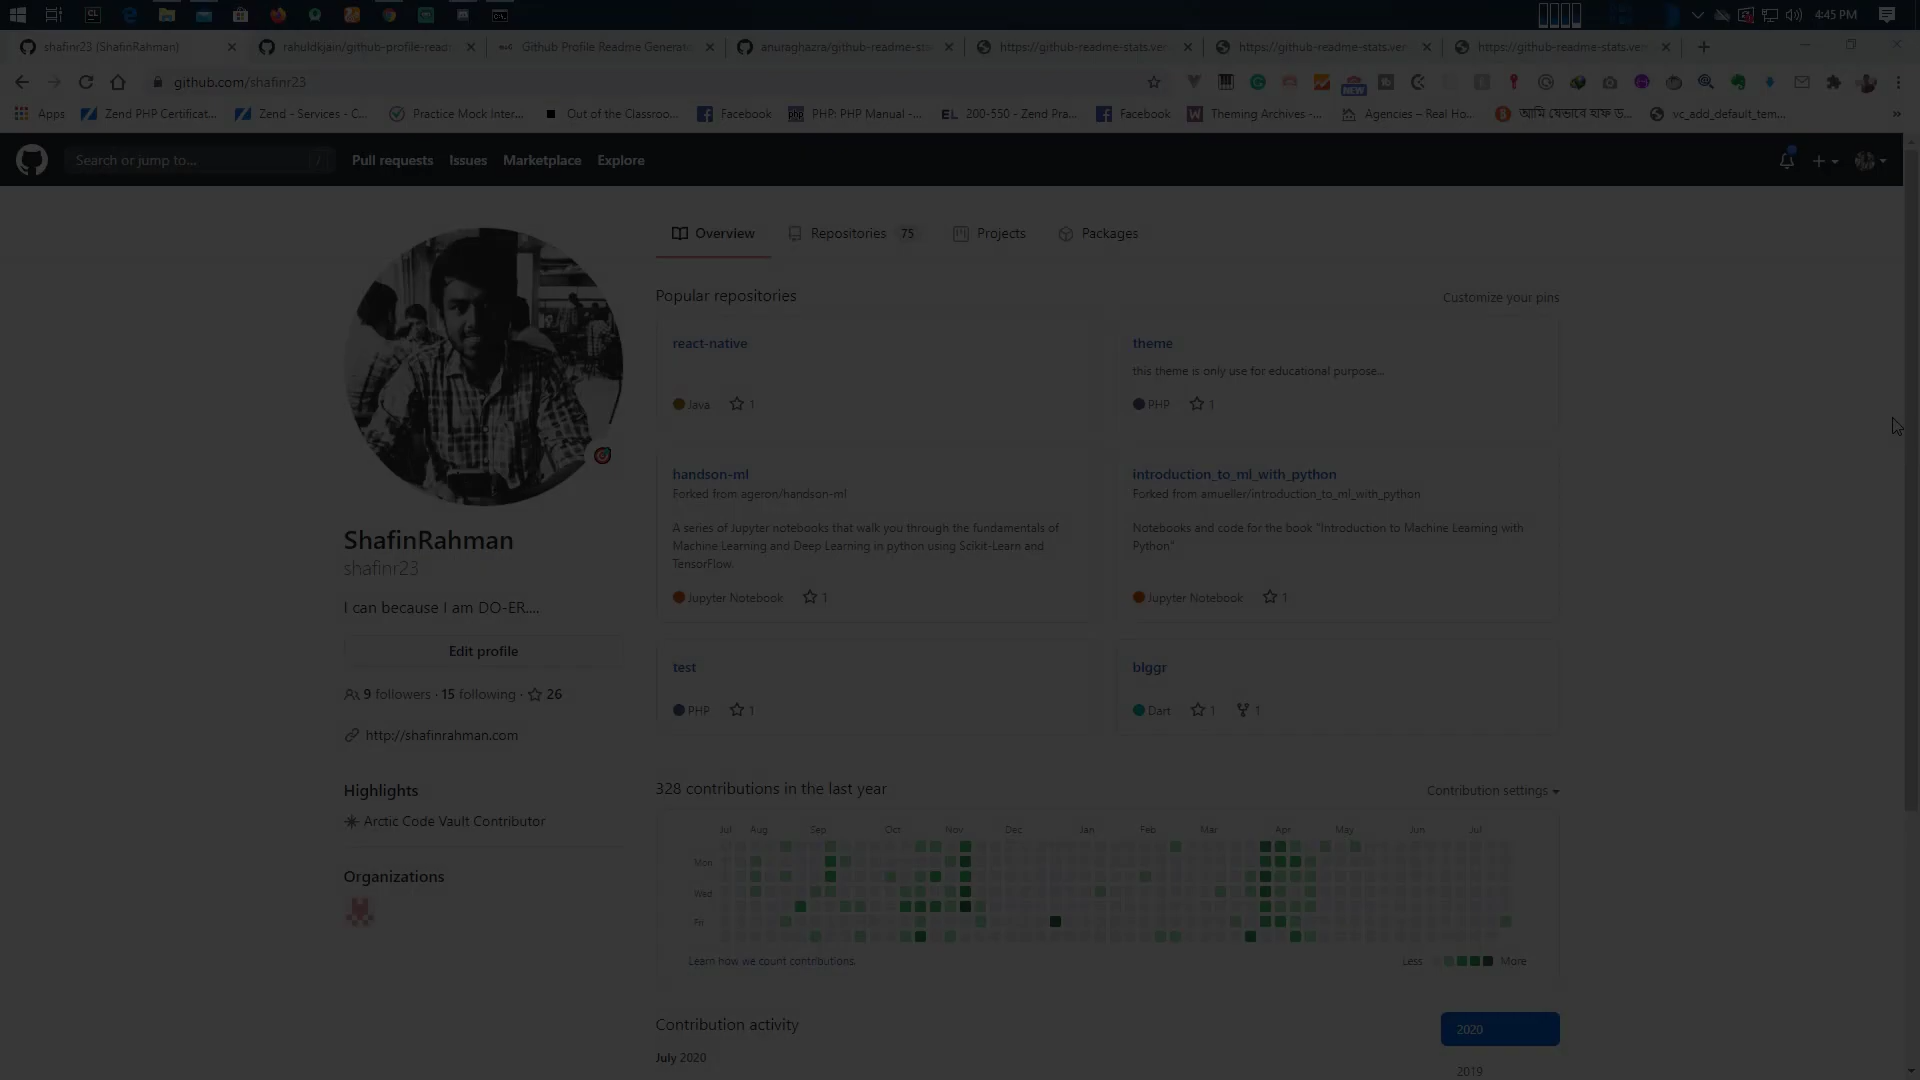 4:45 PM
shafinr23 (ShafinRahman)
rahuldkjain/github-profile-read
Github Profile Readme Generato
anuraghazra/github-readme-st
https://github-readme-stats.ver
https://github-readme-stats.ver
https://github-readme-stats.ver
github.com/shafinr23
NEW
Apps
Zend PHP Certificat...
Zend - Services - C...
Practice Mock Inter...
Out of the Classroo...
Facebook
PHP: PHP Manual -...
EL 200-550 - Zend Pra...
Facebook
Theming Archives -...
Agencies – Real Ho...
আমি যেভাবে হাফ ড...
vc_add_default_tem...
Search or jump to... /
Pull requests Issues Marketplace Explore
Overview Repositories 75 Projects Packages
Popular repositories
Customize your pins
react-native
Java 1
theme
this theme is only use for educational purpose...
PHP 1
handson-ml
Forked from ageron/handson-ml
A series of Jupyter notebooks that walk you through the fundamentals of
Machine Learning and Deep Learning in python using Scikit-Learn and
TensorFlow.
Jupyter Notebook 1
introduction_to_ml_with_python
Forked from amueller/introduction_to_ml_with_python
Notebooks and code for the book "Introduction to Machine Learning with
Python"
Jupyter Notebook 1
test
PHP 1
blggr
Dart 1 1
ShafinRahman
shafinr23
I can because I am DO-ER....
Edit profile
9 followers · 15 following · 26
http://shafinrahman.com
Highlights
Arctic Code Vault Contributor
Organizations
328 contributions in the last year
Contribution settings
Jul Aug Sep Oct Nov Dec Jan Feb Mar Apr May Jun Jul
Mon
Wed
Fri
Learn how we count contributions.
Less More
Contribution activity
2020
July 2020
2019